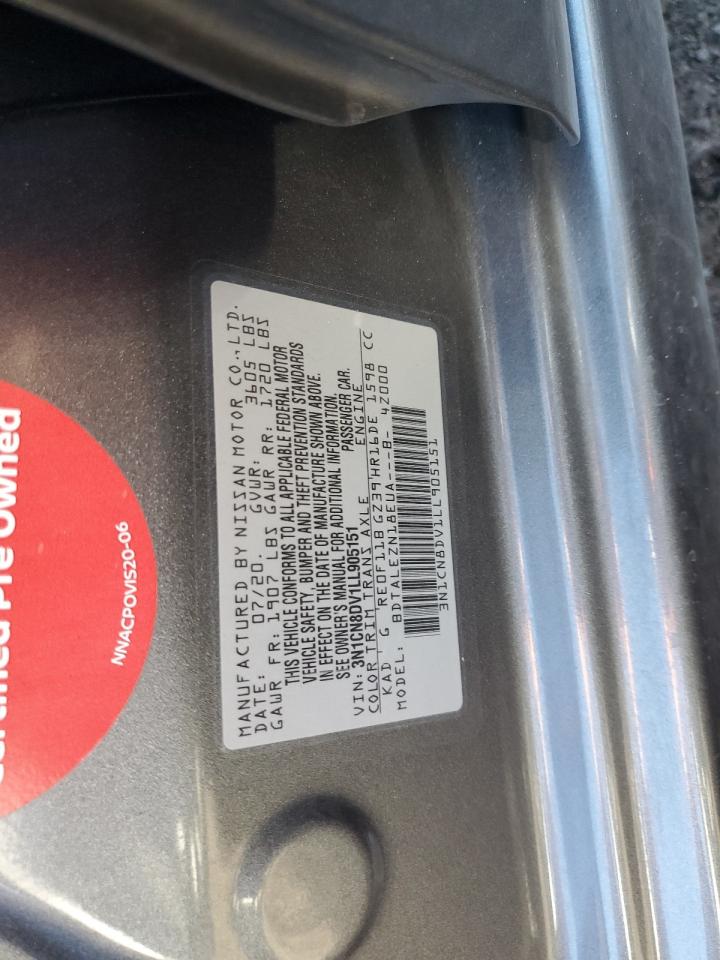 MANUFACTURED BY NISSAN MOTOR CO., LTD.
DATE: 07/20. GVWR: 3605 LBS
GAWR FR: 1907 LBS GAWR RR: 1720 LBS
THIS VEHICLE CONFORMS TO ALL APPLICABLE FEDERAL MOTOR
VEHICLE SAFETY, BUMPER AND THEFT PREVENTION STANDARDS
IN EFFECT ON THE DATE OF MANUFACTURE SHOWN ABOVE.
SEE OWNER'S MANUAL FOR ADDITIONAL INFORMATION.
VIN: 3N1CN8DV1LL905151 PASSENGER CAR.
COLOR TRIM TRANS AXLE ENGINE
KAD G RE0F11B GZ39 HR16DE 1598 CC
MODEL: BDTALEZN18EUA---B- 4Z000
3N1CN8DV1LL905151
Pre Owned
NNACPOVIS20-06